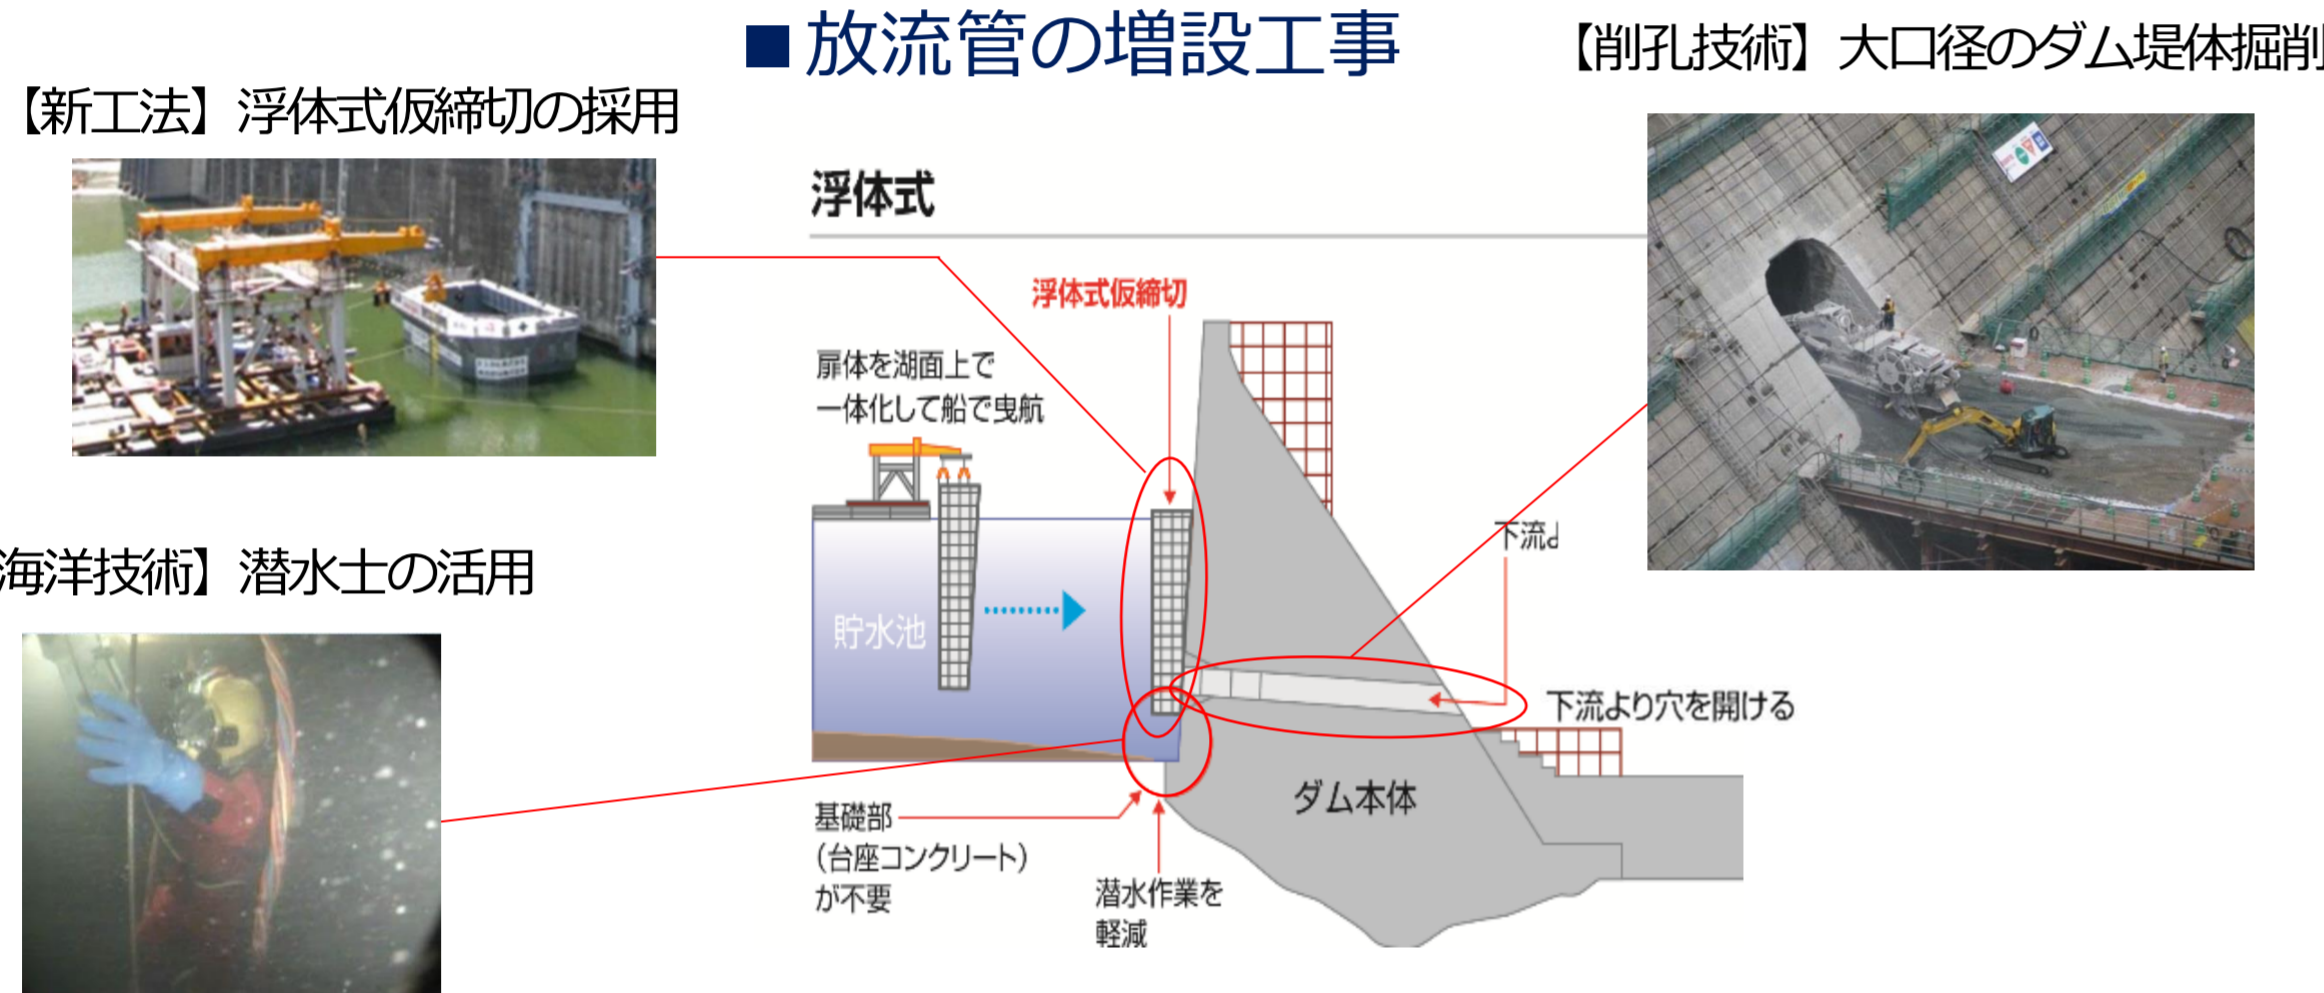 ■放流管の増設工事
【削孔技術】大口径のダム堤体掘削
【新工法】浮体式仮締切の採用
浮体式
浮体式仮締切
扉体を湖面上で
一体化して船で曳航
下流よ
海洋技術】潜水士の活用
貯水池
下流より穴を開ける
ダム本体
基礎部
（台座コンクリート）
が不要
潜水作業を
軽減